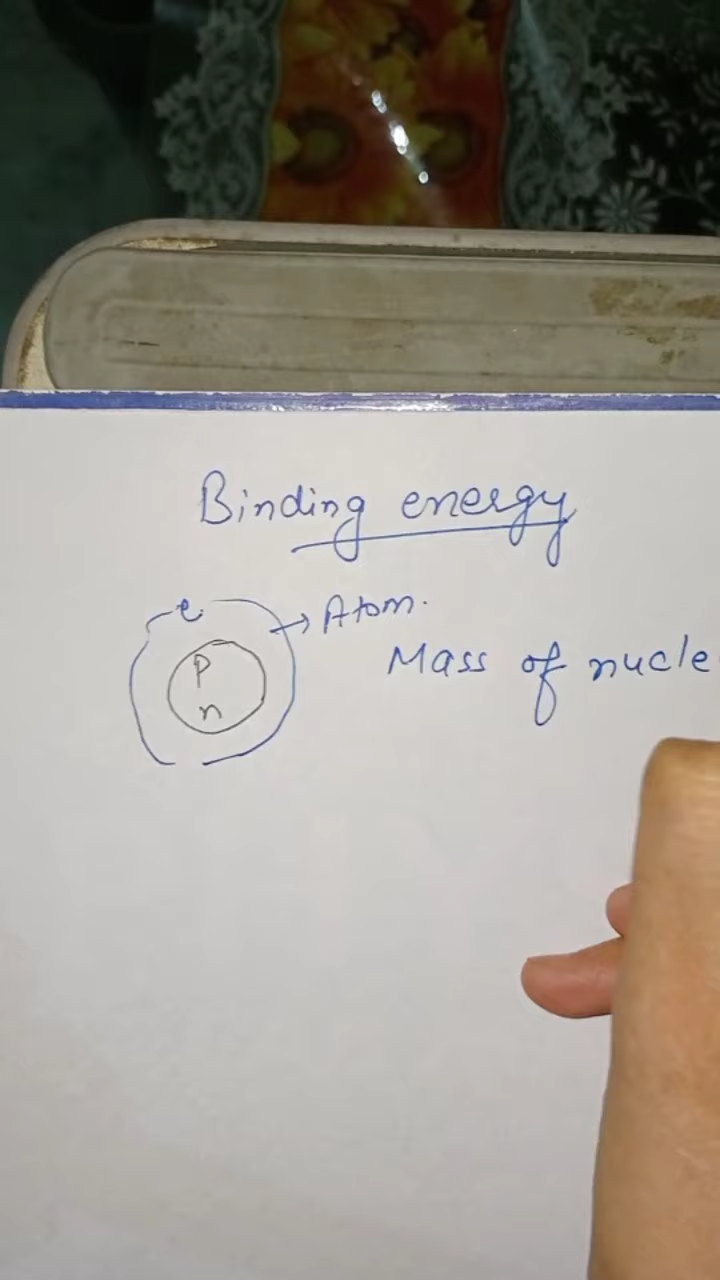 Binding energy
e
→ Atom.
P
Mass of nucle
n